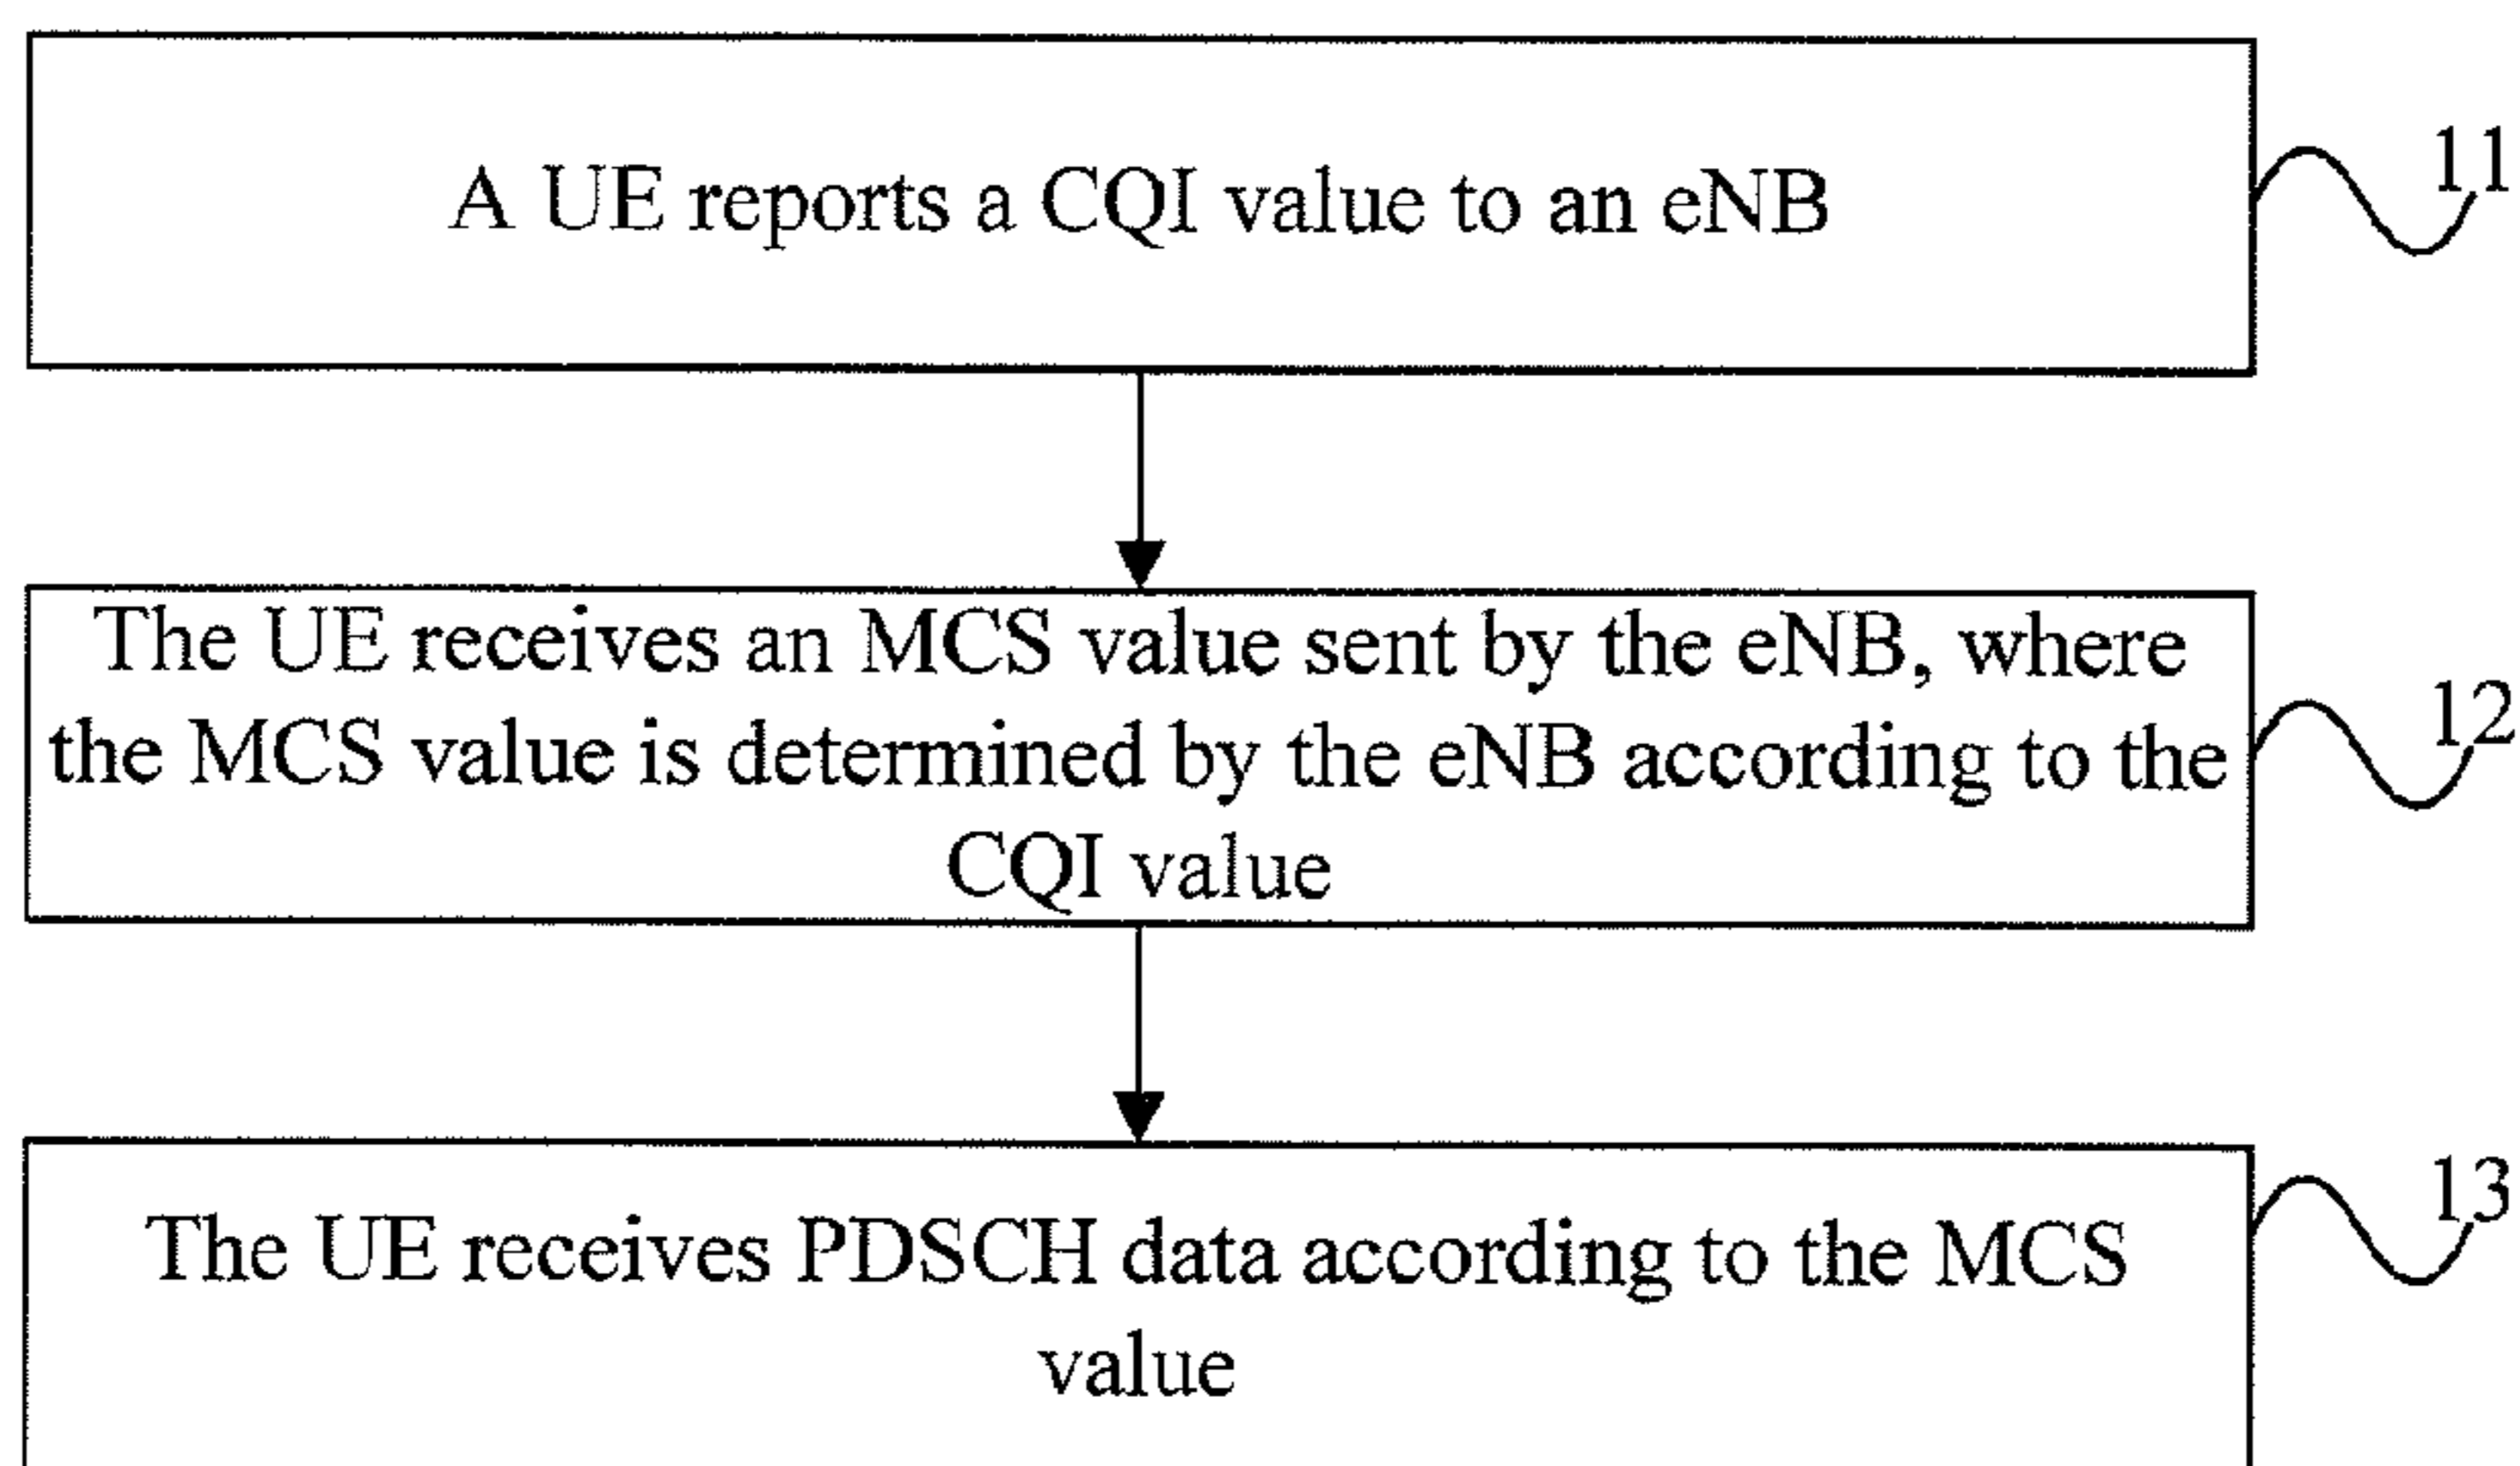 A UE reports a CQI value to an eNB
11
The UE receives an MCS value sent by the eNB, where
the MCS value is determined by the eNB according to the
CQI value
12
The UE receives PDSCH data according to the MCS
value
13